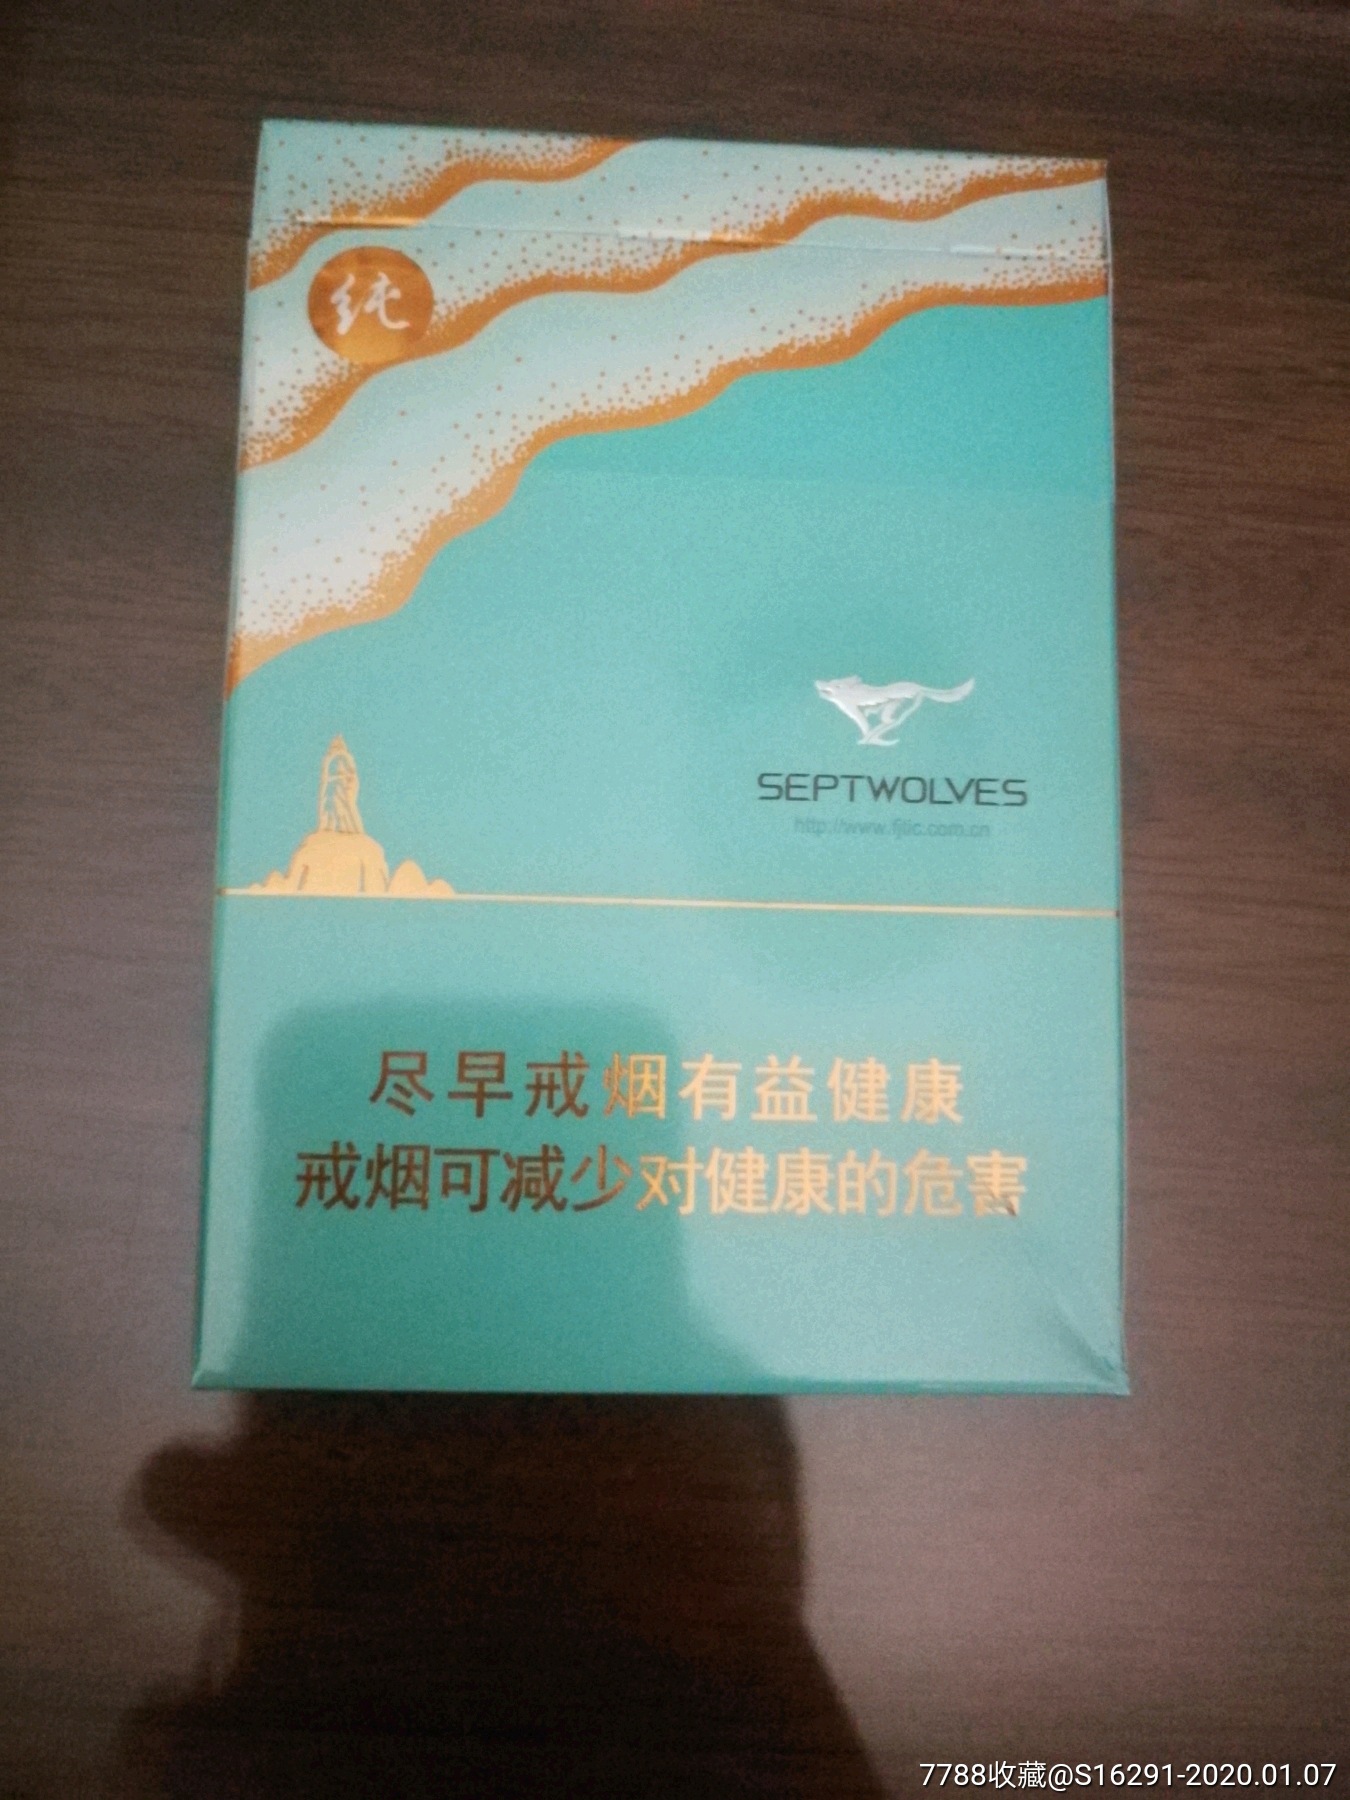 纯
SEPTWOLVES
http://www.fjtic.com.cn
尽早戒烟有益健康
戒烟可减少对健康的危害
7788收藏@S16291-2020.01.07